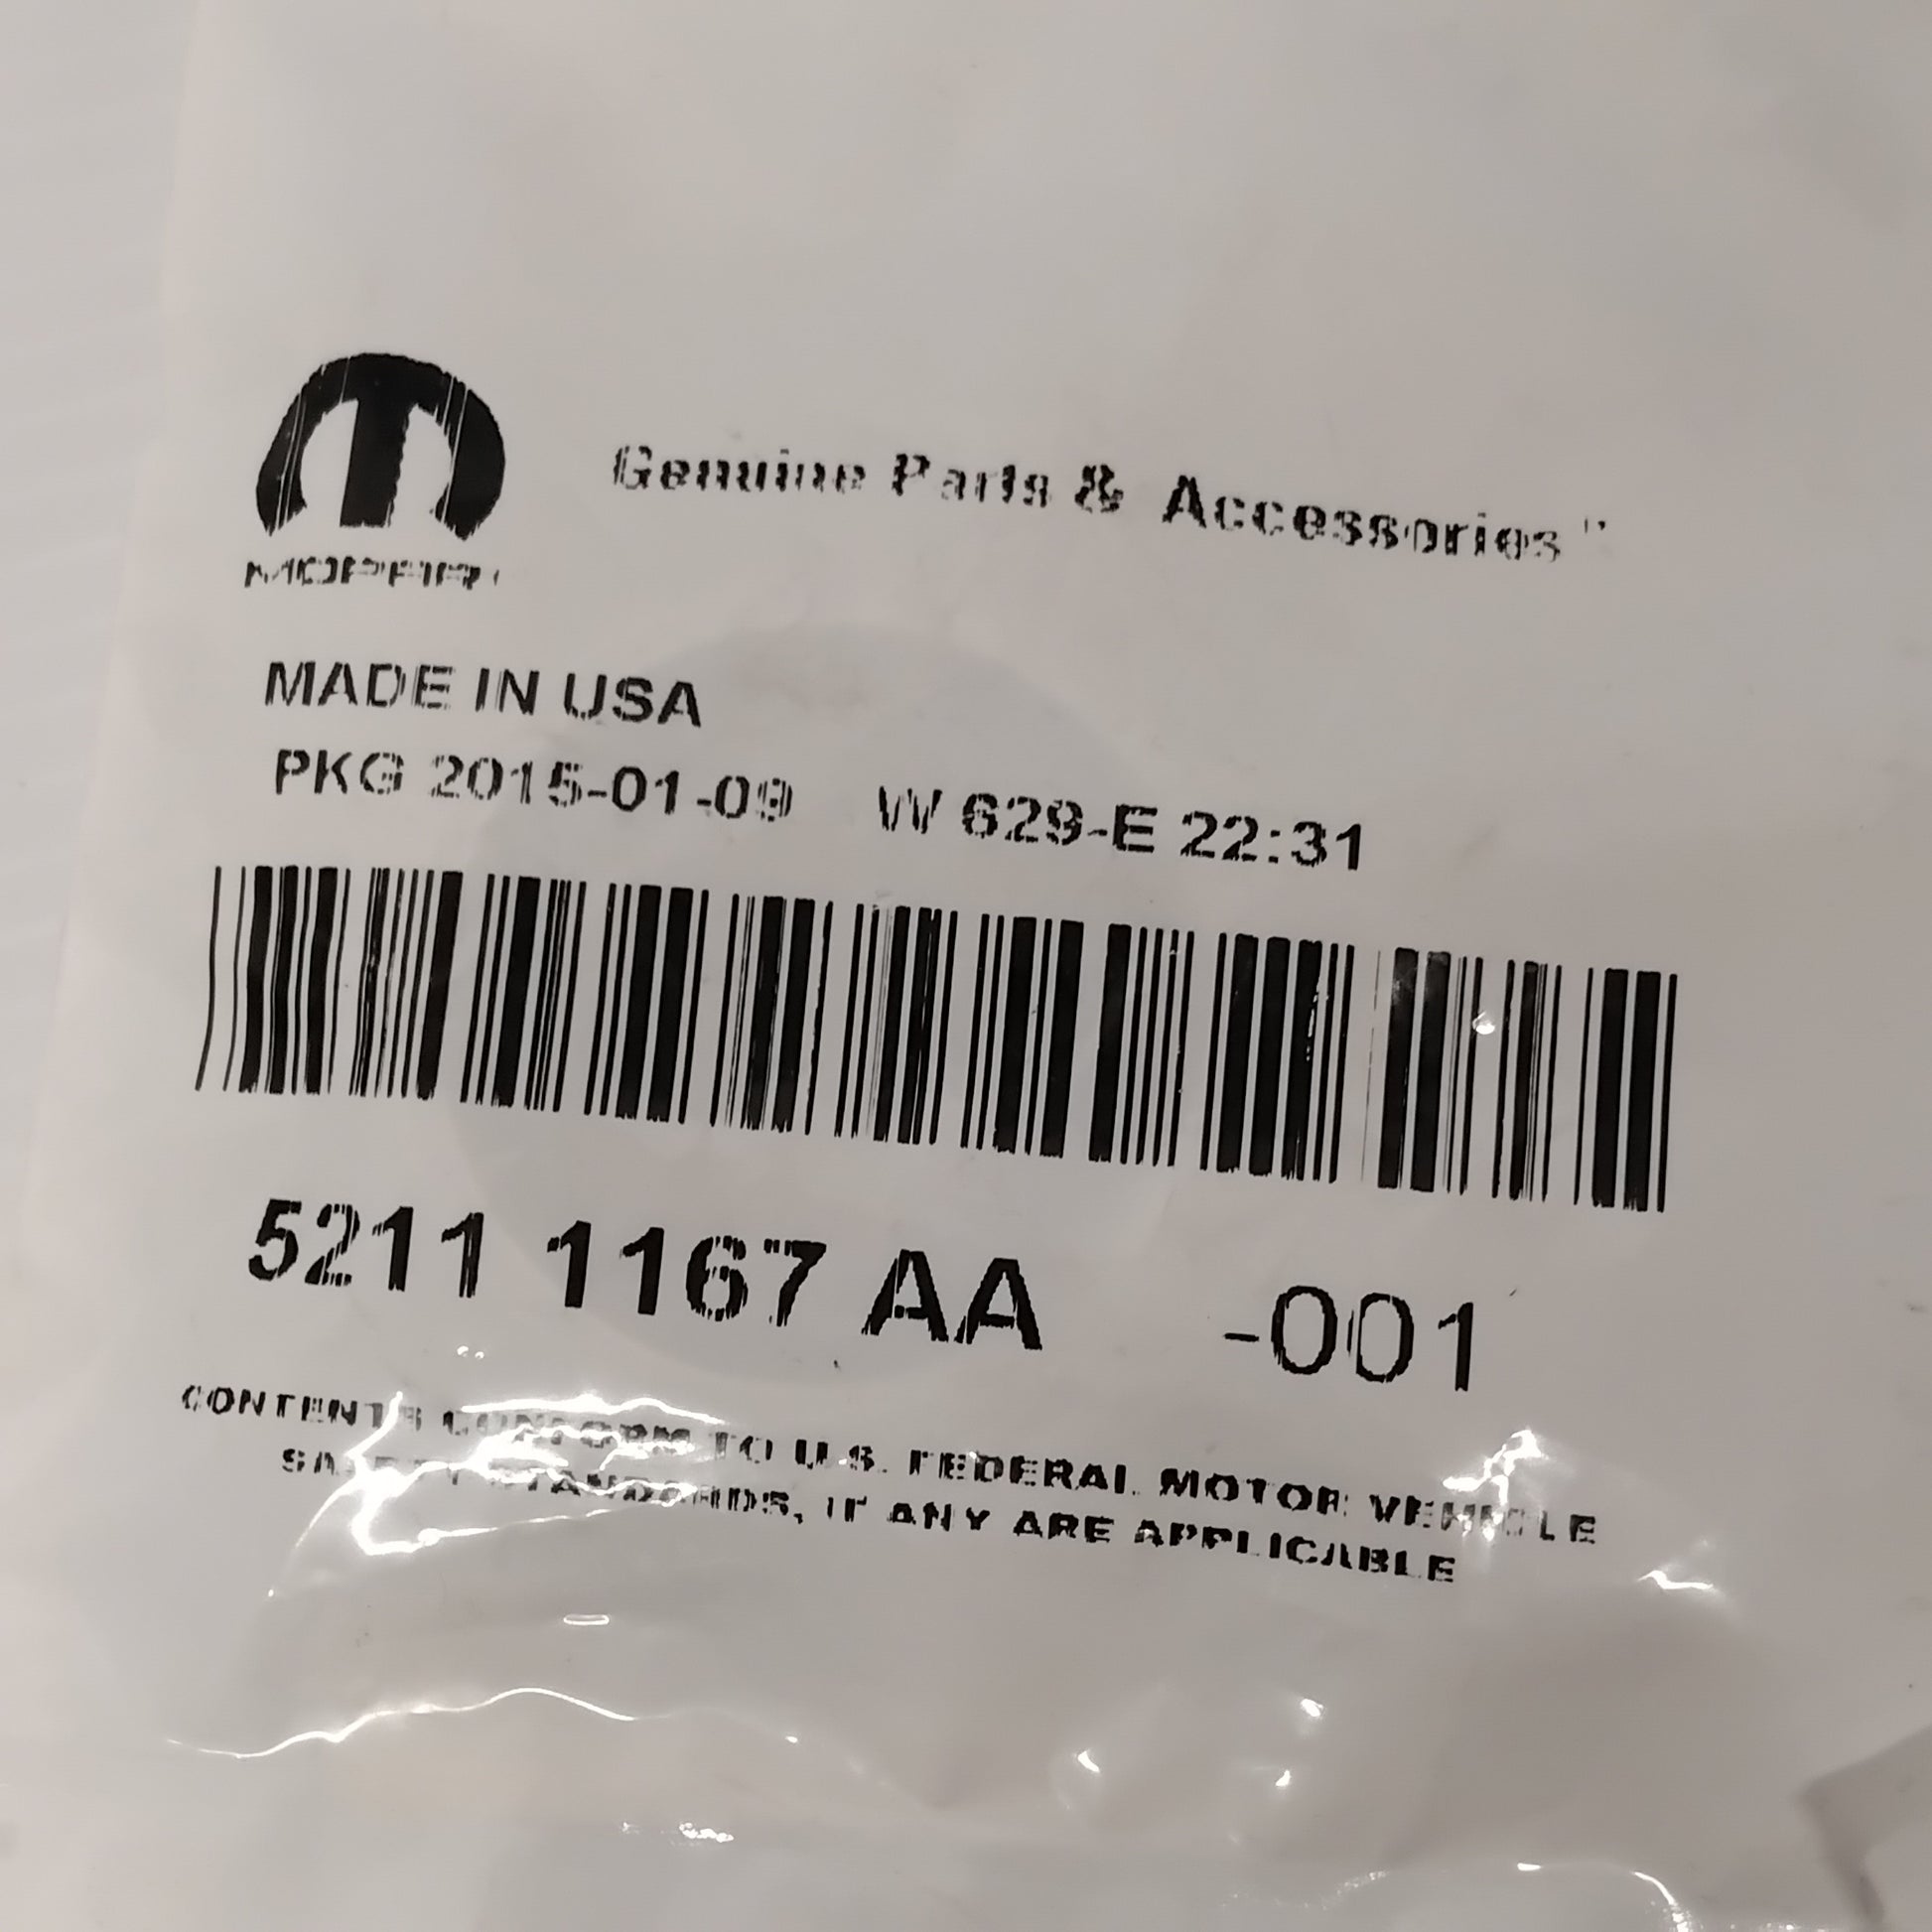 Genuine Parts & Accessories
MOPAR
MADE IN USA
PKG 2015-01-09 W 629-E 22:31
5211 1167 AA -001
CONTENTS CONFORM TO U.S. FEDERAL MOTOR VEHICLE
SAFETY STANDARDS, IF ANY ARE APPLICABLE